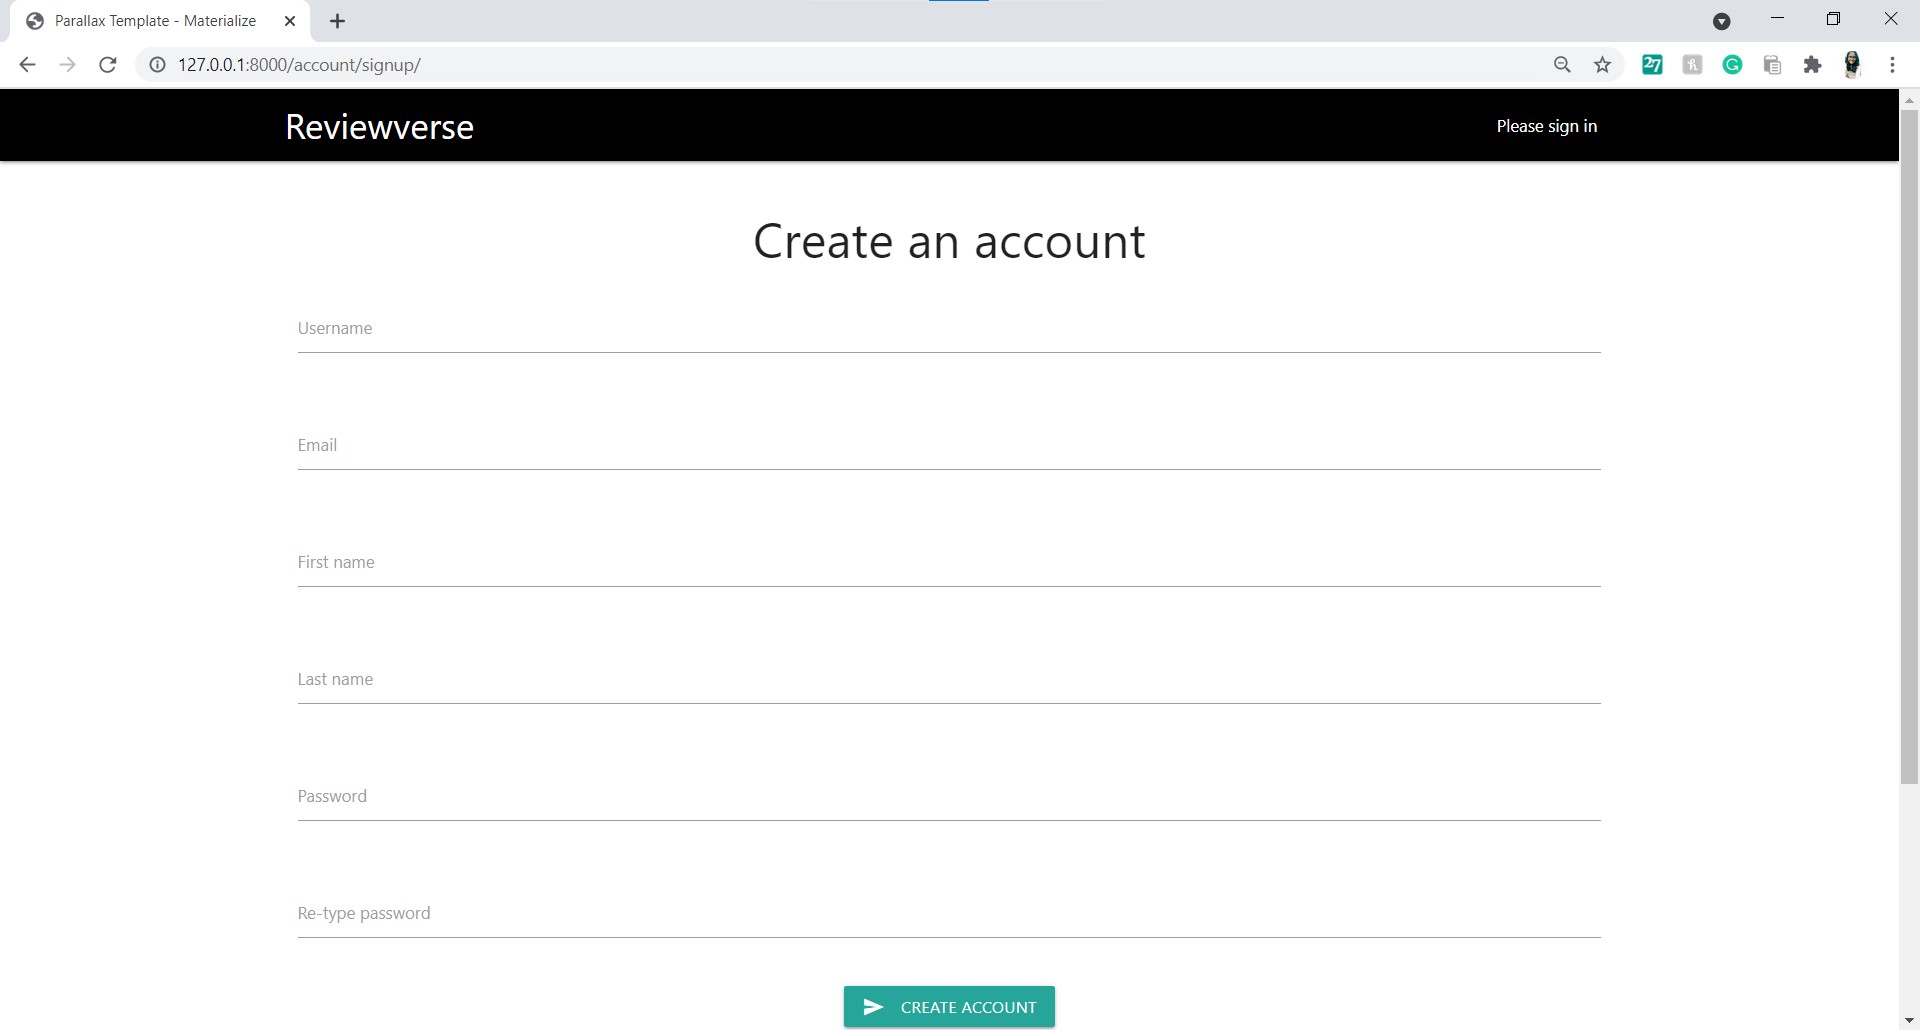 Parallax Template - Materialize
127.0.0.1:8000/account/signup/
27
Reviewverse
Please sign in
Create an account
Username
Email
First name
Last name
Password
Re-type password
CREATE ACCOUNT